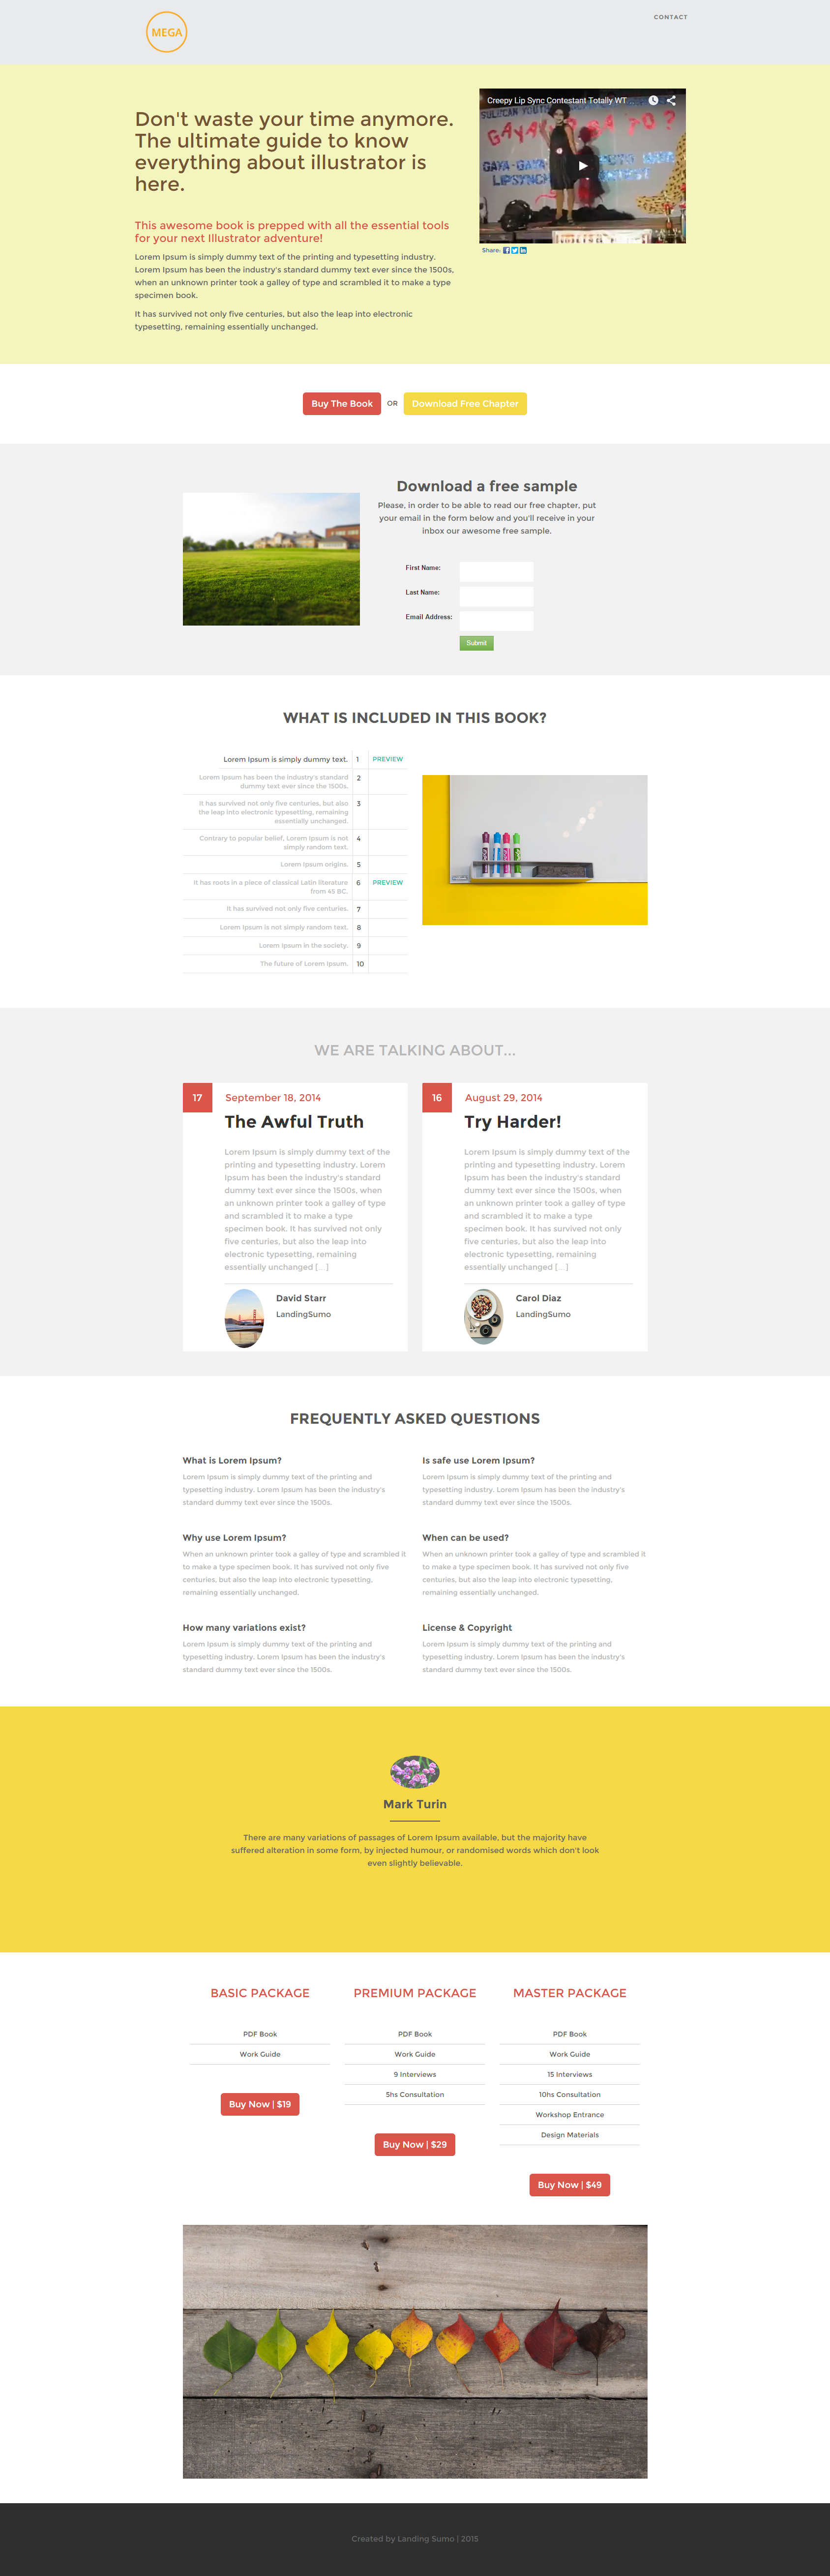 MEGA
CONTACT
Don't waste your time anymore.
The ultimate guide to know
everything about illustrator is
here.
This awesome book is prepped with all the essential tools
for your next Illustrator adventure!
Lorem Ipsum is simply dummy text of the printing and typesetting industry.
Lorem Ipsum has been the industry's standard dummy text ever since the 1500s,
when an unknown printer took a galley of type and scrambled it to make a type
specimen book.
It has survived not only five centuries, but also the leap into electronic
typesetting, remaining essentially unchanged.
Creepy Lip Sync Contestant Totally WT...
Share:
Buy The Book
OR
Download Free Chapter
Download a free sample
Please, in order to be able to read our free chapter, put
your email in the form below and you'll receive in your
inbox our awesome free sample.
First Name:
Last Name:
Email Address:
Submit
WHAT IS INCLUDED IN THIS BOOK?
Lorem Ipsum is simply dummy text. 1 PREVIEW
Lorem Ipsum has been the industry's standard 2
dummy text ever since the 1500s.
It has survived not only five centuries, but also 3
the leap into electronic typesetting, remaining
essentially unchanged.
Contrary to popular belief, Lorem Ipsum is not 4
simply random text.
Lorem Ipsum origins. 5
It has roots in a piece of classical Latin literature 6 PREVIEW
from 45 BC.
It has survived not only five centuries. 7
Lorem Ipsum is not simply random text. 8
Lorem Ipsum in the society. 9
The future of Lorem Ipsum. 10
WE ARE TALKING ABOUT...
17 September 18, 2014
The Awful Truth
Lorem Ipsum is simply dummy text of the
printing and typesetting industry. Lorem
Ipsum has been the industry's standard
dummy text ever since the 1500s, when
an unknown printer took a galley of type
and scrambled it to make a type
specimen book. It has survived not only
five centuries, but also the leap into
electronic typesetting, remaining
essentially unchanged [...]
David Starr
LandingSumo
16 August 29, 2014
Try Harder!
Lorem Ipsum is simply dummy text of the
printing and typesetting industry. Lorem
Ipsum has been the industry's standard
dummy text ever since the 1500s, when
an unknown printer took a galley of type
and scrambled it to make a type
specimen book. It has survived not only
five centuries, but also the leap into
electronic typesetting, remaining
essentially unchanged [...]
Carol Diaz
LandingSumo
FREQUENTLY ASKED QUESTIONS
What is Lorem Ipsum?
Lorem Ipsum is simply dummy text of the printing and
typesetting industry. Lorem Ipsum has been the industry's
standard dummy text ever since the 1500s.
Is safe use Lorem Ipsum?
Lorem Ipsum is simply dummy text of the printing and
typesetting industry. Lorem Ipsum has been the industry's
standard dummy text ever since the 1500s.
Why use Lorem Ipsum?
When an unknown printer took a galley of type and scrambled it
to make a type specimen book. It has survived not only five
centuries, but also the leap into electronic typesetting,
remaining essentially unchanged.
When can be used?
When an unknown printer took a galley of type and scrambled it
to make a type specimen book. It has survived not only five
centuries, but also the leap into electronic typesetting,
remaining essentially unchanged.
How many variations exist?
Lorem Ipsum is simply dummy text of the printing and
typesetting industry. Lorem Ipsum has been the industry's
standard dummy text ever since the 1500s.
License & Copyright
Lorem Ipsum is simply dummy text of the printing and
typesetting industry. Lorem Ipsum has been the industry's
standard dummy text ever since the 1500s.
Mark Turin
There are many variations of passages of Lorem Ipsum available, but the majority have
suffered alteration in some form, by injected humour, or randomised words which don't look
even slightly believable.
BASIC PACKAGE
PDF Book
Work Guide
Buy Now | $19
PREMIUM PACKAGE
PDF Book
Work Guide
9 Interviews
5hs Consultation
Buy Now | $29
MASTER PACKAGE
PDF Book
Work Guide
15 Interviews
10hs Consultation
Workshop Entrance
Design Materials
Buy Now | $49
Created by Landing Sumo | 2015